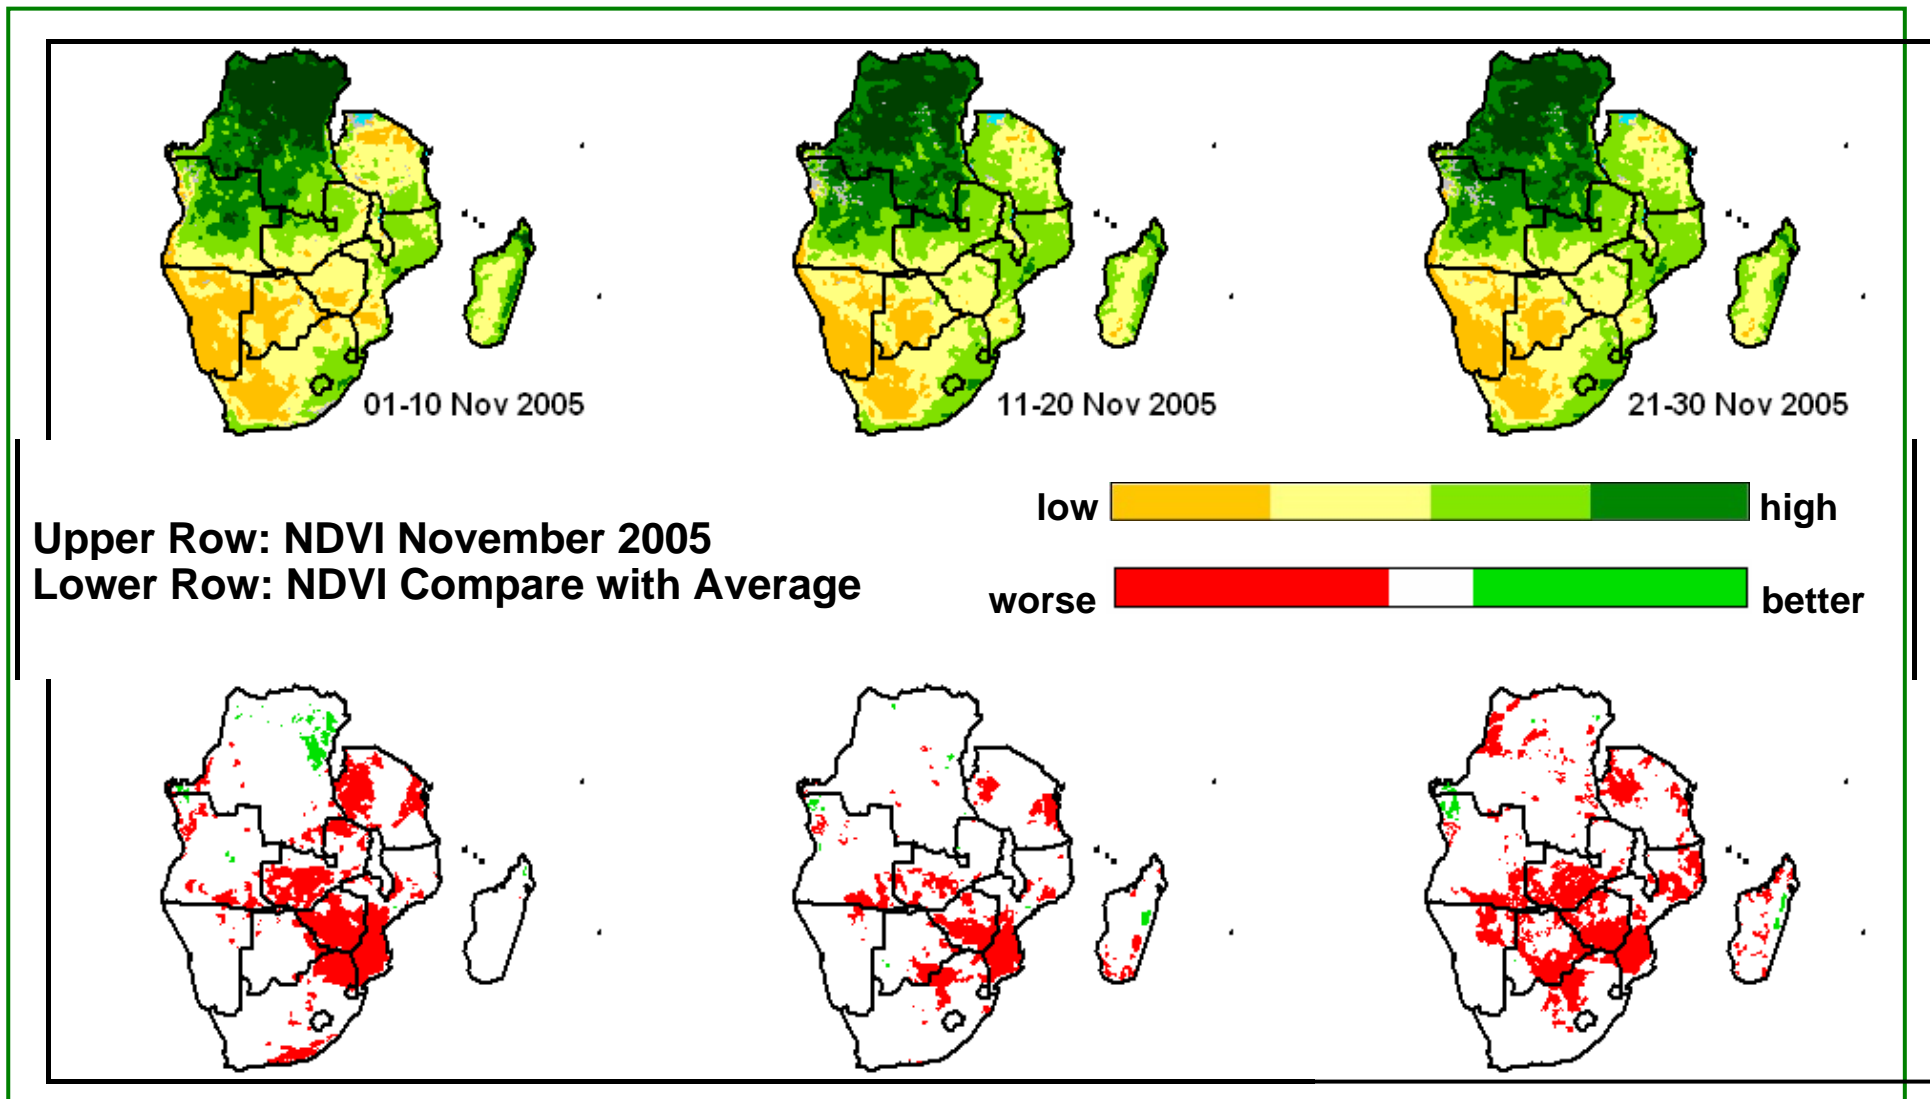 01-10 Nov 2005
11-20 Nov 2005
21-30 Nov 2005
low
high
Upper Row: NDVI November 2005
Lower Row: NDVI Compare with Average
worse
better